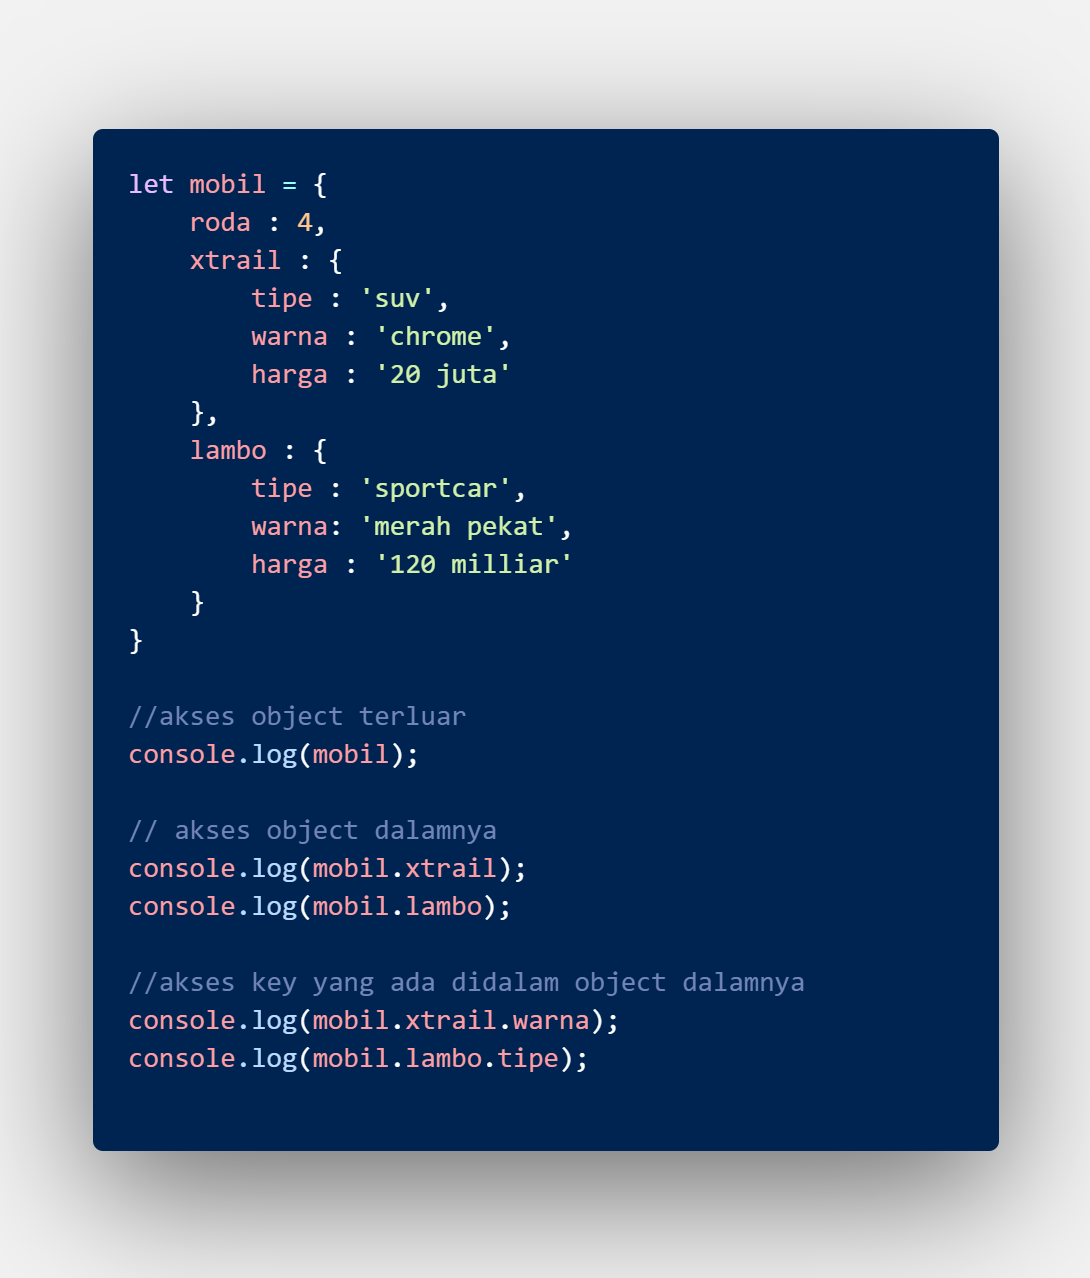 let mobil = {
    roda : 4,
    xtrail : {
        tipe : 'suv',
        warna : 'chrome',
        harga : '20 juta'
    },
    lambo : {
        tipe : 'sportcar',
        warna: 'merah pekat',
        harga : '120 milliar'
    }
}

//akses object terluar
console.log(mobil);

// akses object dalamnya
console.log(mobil.xtrail);
console.log(mobil.lambo);

//akses key yang ada didalam object dalamnya
console.log(mobil.xtrail.warna);
console.log(mobil.lambo.tipe);